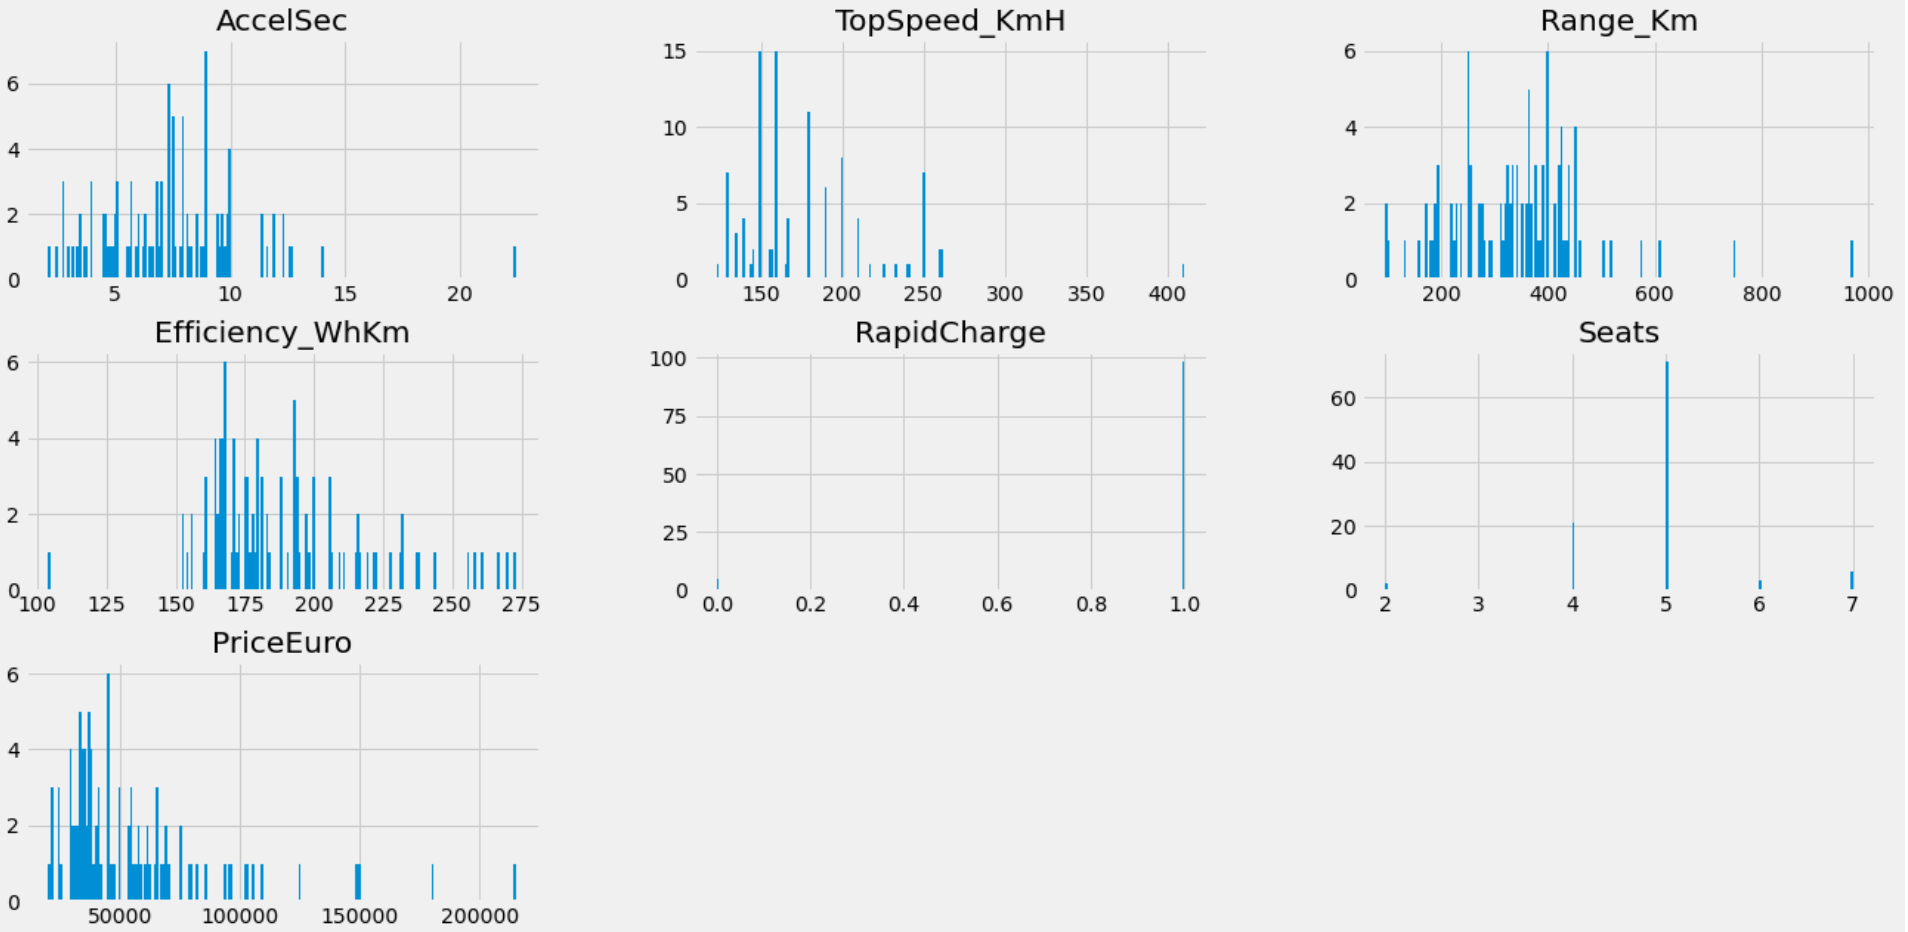 AccelSec TopSpeed_KmH Range_Km
6 15 6
4 10 4
2 5 2
0 0 0
5 10 15 20 150 200 250 300 350 400 200 400 600 800 1000
Efficiency_WhKm RapidCharge Seats
6 100
4 75 60
2 50 40
25 20
0 0 0
100 125 150 175 200 225 250 275 0.0 0.2 0.4 0.6 0.8 1.0 2 3 4 5 6 7
PriceEuro
6
4
2
0
50000 100000 150000 200000